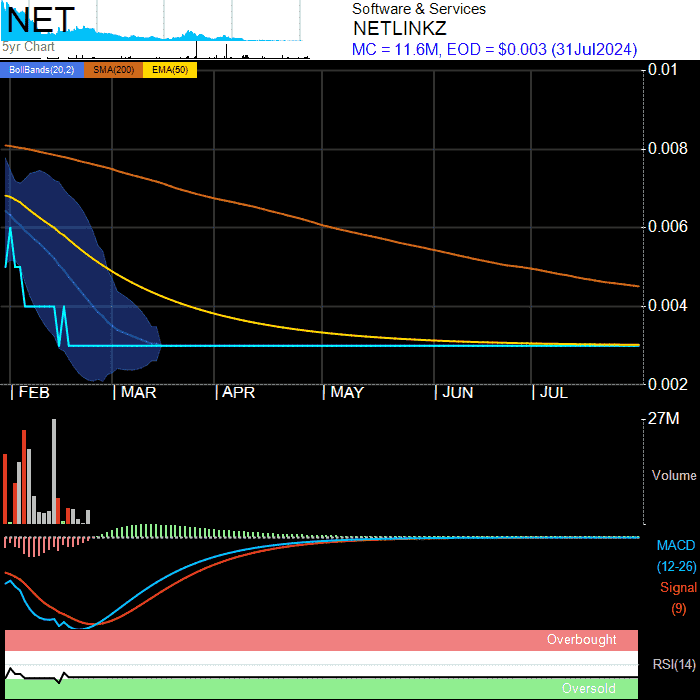 NET
5yr Chart
Software & Services
NETLINKZ
MC = 11.6M, EOD = $0.003 (31Jul2024)
BollBands(20,2) SMA(200) EMA(50)
0.01
0.008
0.006
0.004
0.002
FEB MAR APR MAY JUN JUL
27M
Volume
MACD
(12-26)
Signal
(9)
Overbought
RSI(14)
Oversold